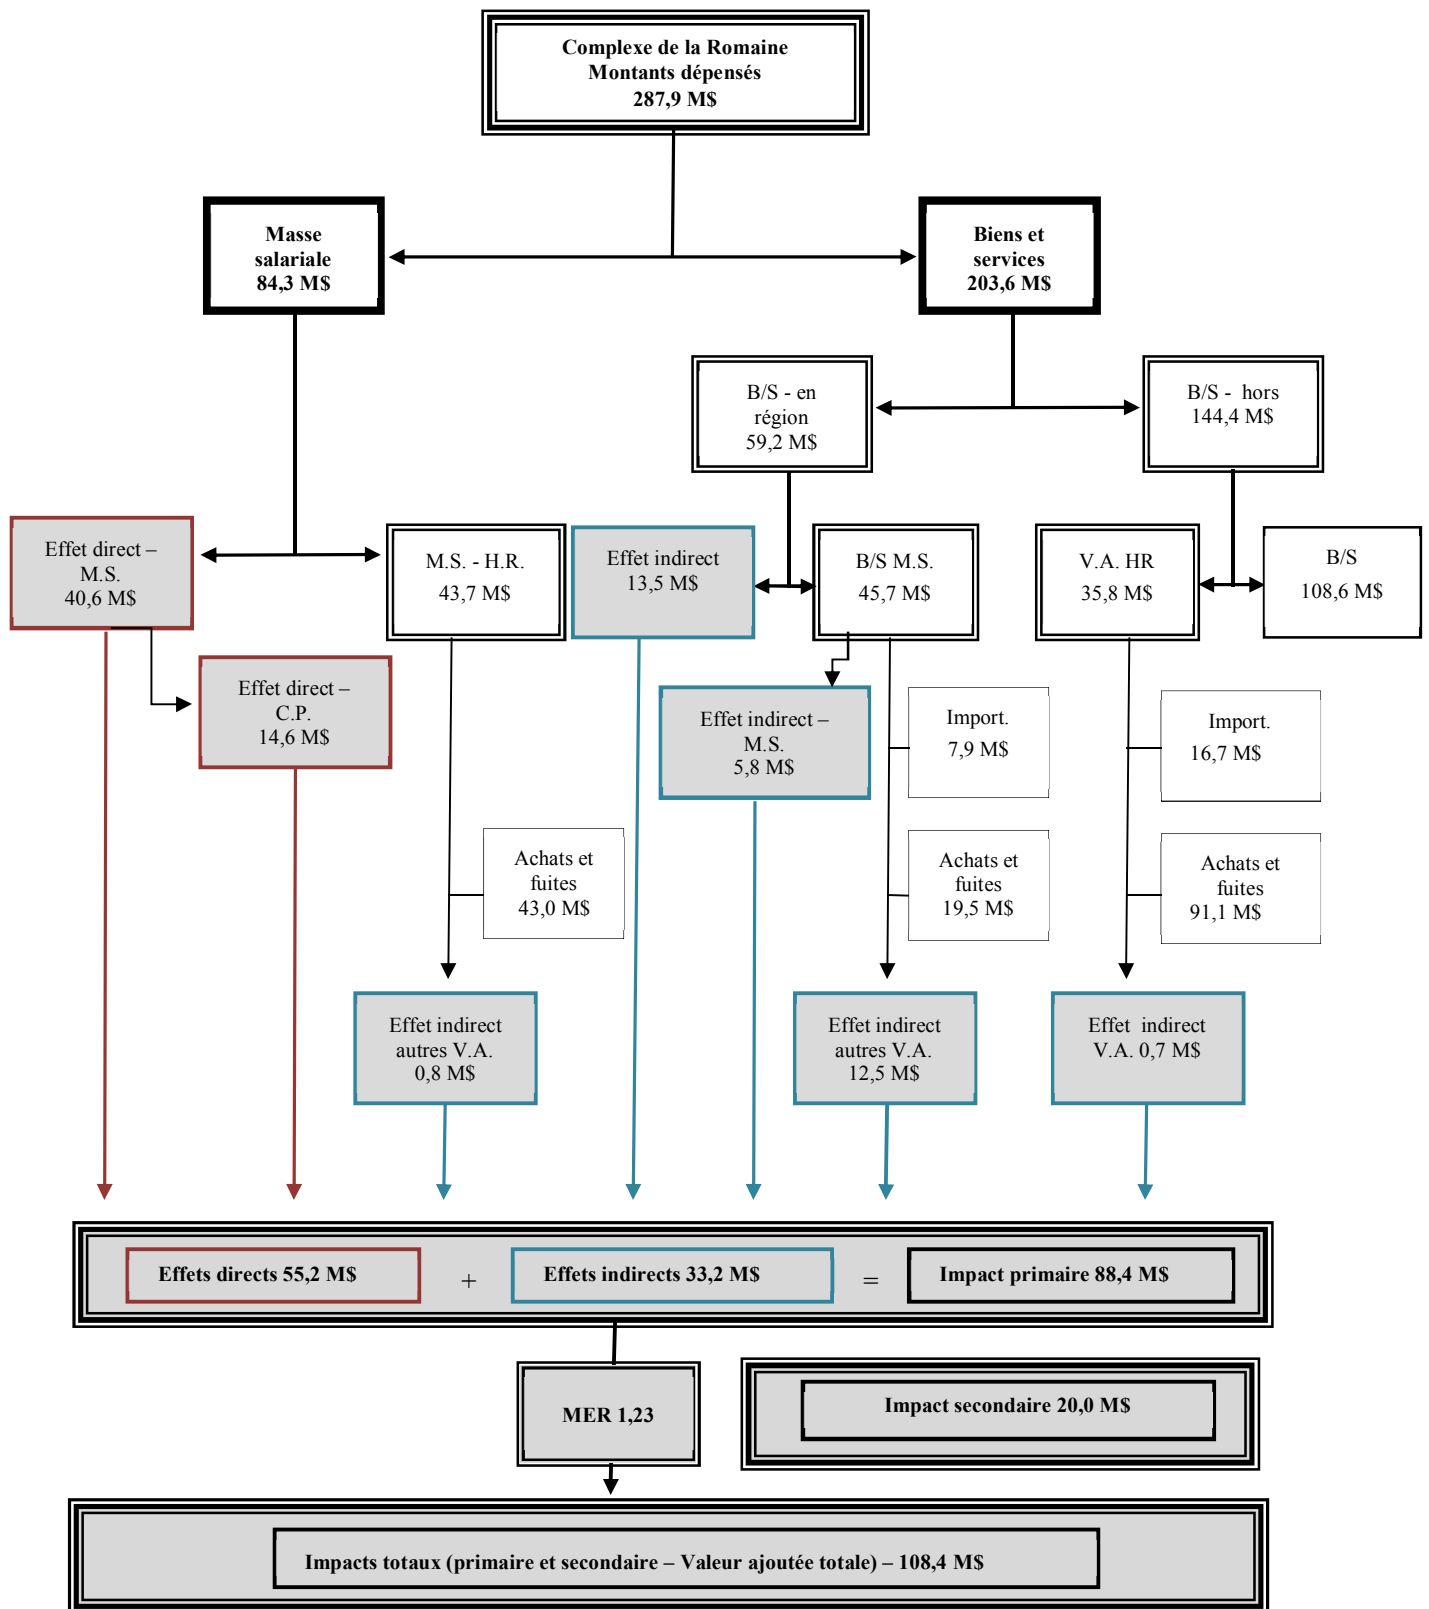 Complexe de la Romaine
Montants dépensés
287,9 M$
Masse
salariale
84,3 M$
Biens et
services
203,6 M$
B/S - en
région
59,2 M$
B/S -  hors
144,4 M$
Effet direct –
M.S.
40,6 M$
M.S. - H.R.
43,7 M$
Effet indirect
13,5 M$
B/S M.S.
45,7 M$
V.A. HR
35,8 M$
B/S
108,6 M$
Effet direct –
C.P.
14,6 M$
Effet indirect –
M.S.
5,8 M$
Import.
7,9 M$
Import.
16,7 M$
Achats et
fuites
43,0 M$
Achats et
fuites
19,5 M$
Achats et
fuites
91,1 M$
Effet indirect
autres V.A.
0,8 M$
Effet indirect
autres V.A.
12,5 M$
Effet  indirect
V.A. 0,7 M$
Effets directs 55,2 M$
+
Effets indirects 33,2 M$
=
Impact primaire 88,4 M$
MER 1,23
Impact secondaire 20,0 M$
Impacts totaux (primaire et secondaire – Valeur ajoutée totale) – 108,4 M$